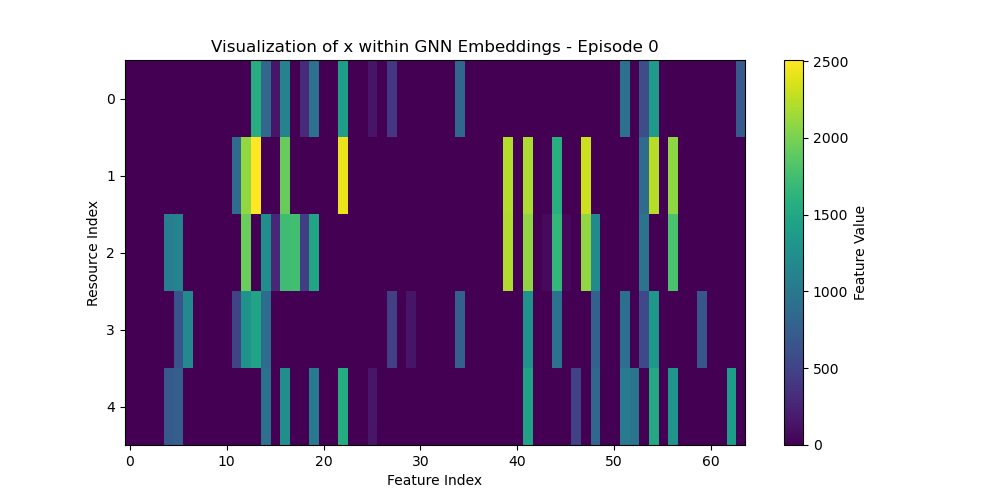 Visualization of x within GNN Embeddings - Episode 0
Resource Index
0
1
2
3
4
0 10 20 30 40 50 60
Feature Index
2500
2000
1500
1000
500
0
Feature Value